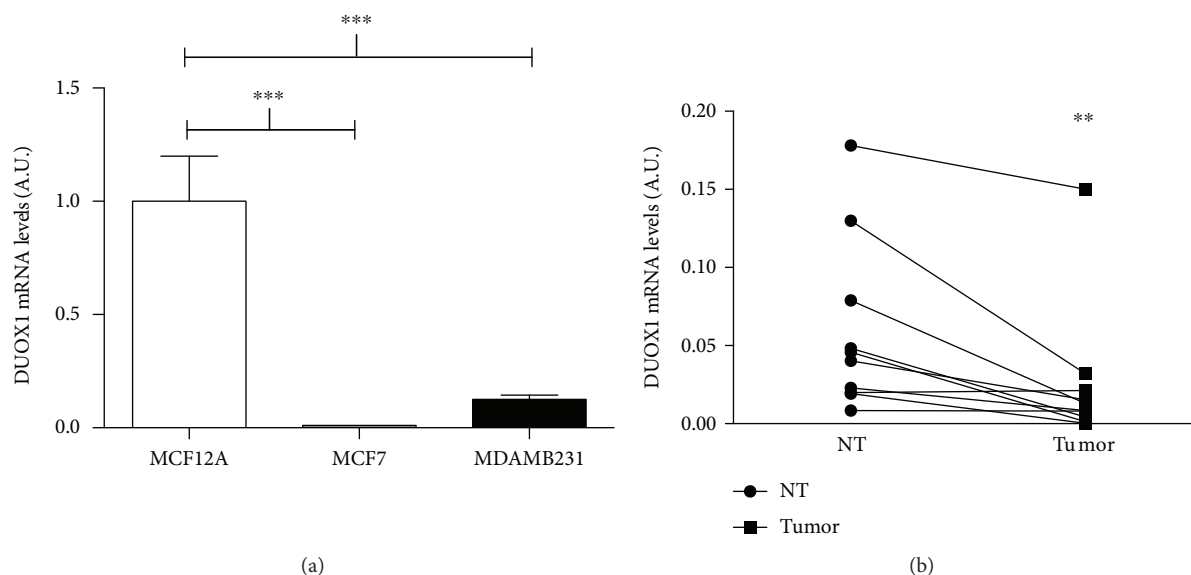 ***
***
1.5
1.0
0.5
0.0
DUOX1 mRNA levels (A.U.)
MCF12A MCF7 MDAMB231
(a)
**
0.20
0.15
0.10
0.05
0.00
DUOX1 mRNA levels (A.U.)
NT Tumor
NT
Tumor
(b)